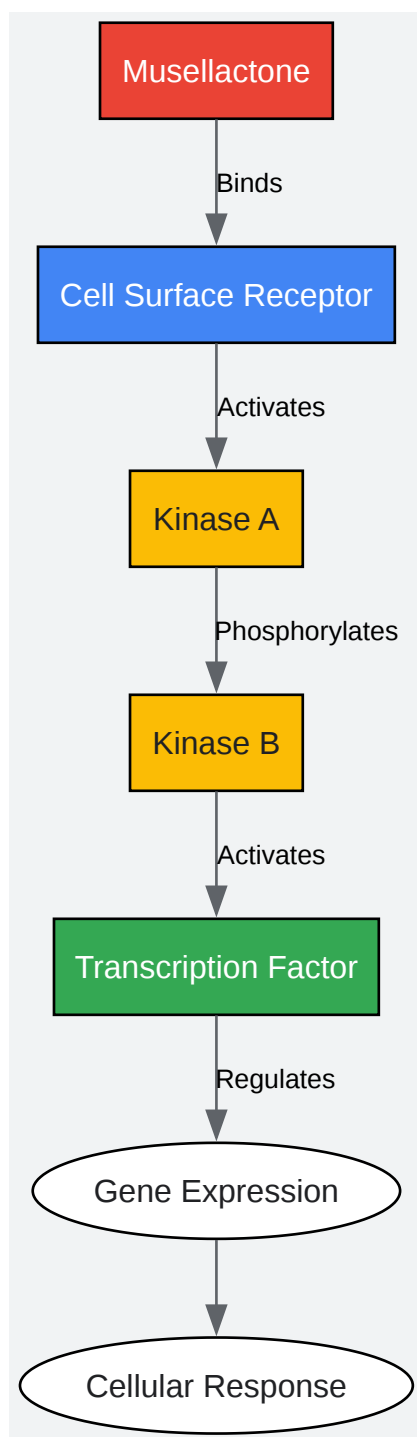 Musellactone
Binds
Cell Surface Receptor
Activates
Kinase A
Phosphorylates
Kinase B
Activates
Transcription Factor
Regulates
Gene Expression
Cellular Response